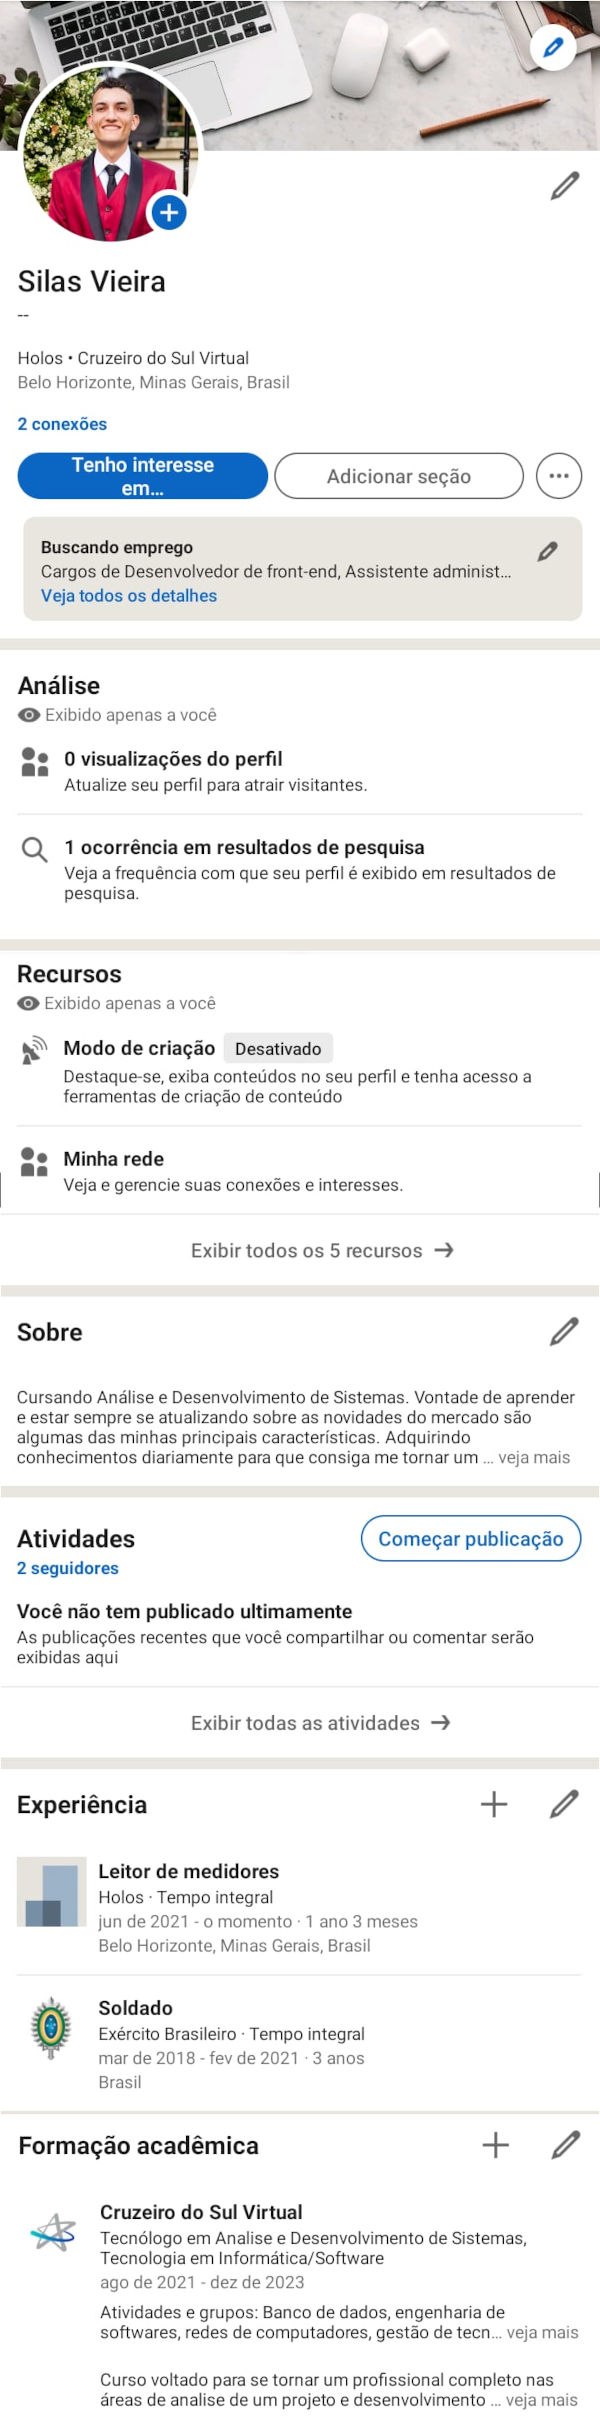 Silas Vieira
--
Holos • Cruzeiro do Sul Virtual
Belo Horizonte, Minas Gerais, Brasil
2 conexões
Tenho interesse
em...
Adicionar seção
Buscando emprego
Cargos de Desenvolvedor de front-end, Assistente administ...
Veja todos os detalhes
Análise
Exibido apenas a você
0 visualizações do perfil
Atualize seu perfil para atrair visitantes.
1 ocorrência em resultados de pesquisa
Veja a frequência com que seu perfil é exibido em resultados de
pesquisa.
Recursos
Exibido apenas a você
Modo de criação Desativado
Destaque-se, exiba conteúdos no seu perfil e tenha acesso a
ferramentas de criação de conteúdo
Minha rede
Veja e gerencie suas conexões e interesses.
Exibir todos os 5 recursos
Sobre
Cursando Análise e Desenvolvimento de Sistemas. Vontade de aprender
e estar sempre se atualizando sobre as novidades do mercado são
algumas das minhas principais características. Adquirindo
conhecimentos diariamente para que consiga me tornar um ... veja mais
Atividades
Começar publicação
2 seguidores
Você não tem publicado ultimamente
As publicações recentes que você compartilhar ou comentar serão
exibidas aqui
Exibir todas as atividades
Experiência
Leitor de medidores
Holos · Tempo integral
jun de 2021 - o momento · 1 ano 3 meses
Belo Horizonte, Minas Gerais, Brasil
Soldado
Exército Brasileiro · Tempo integral
mar de 2018 - fev de 2021 · 3 anos
Brasil
Formação acadêmica
Cruzeiro do Sul Virtual
Tecnólogo em Analise e Desenvolvimento de Sistemas,
Tecnologia em Informática/Software
ago de 2021 - dez de 2023
Atividades e grupos: Banco de dados, engenharia de
softwares, redes de computadores, gestão de tecn... veja mais
Curso voltado para se tornar um profissional completo nas
áreas de analise de um projeto e desenvolvimento ... veja mais